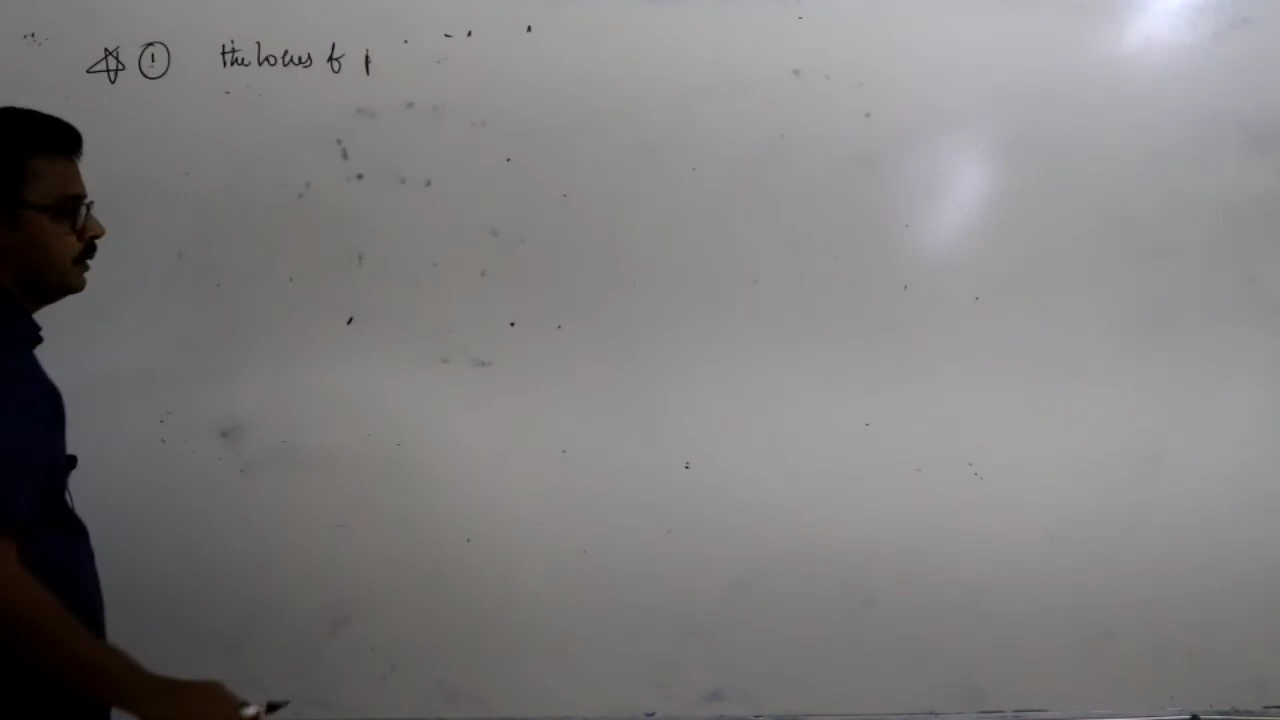 ① the locus of